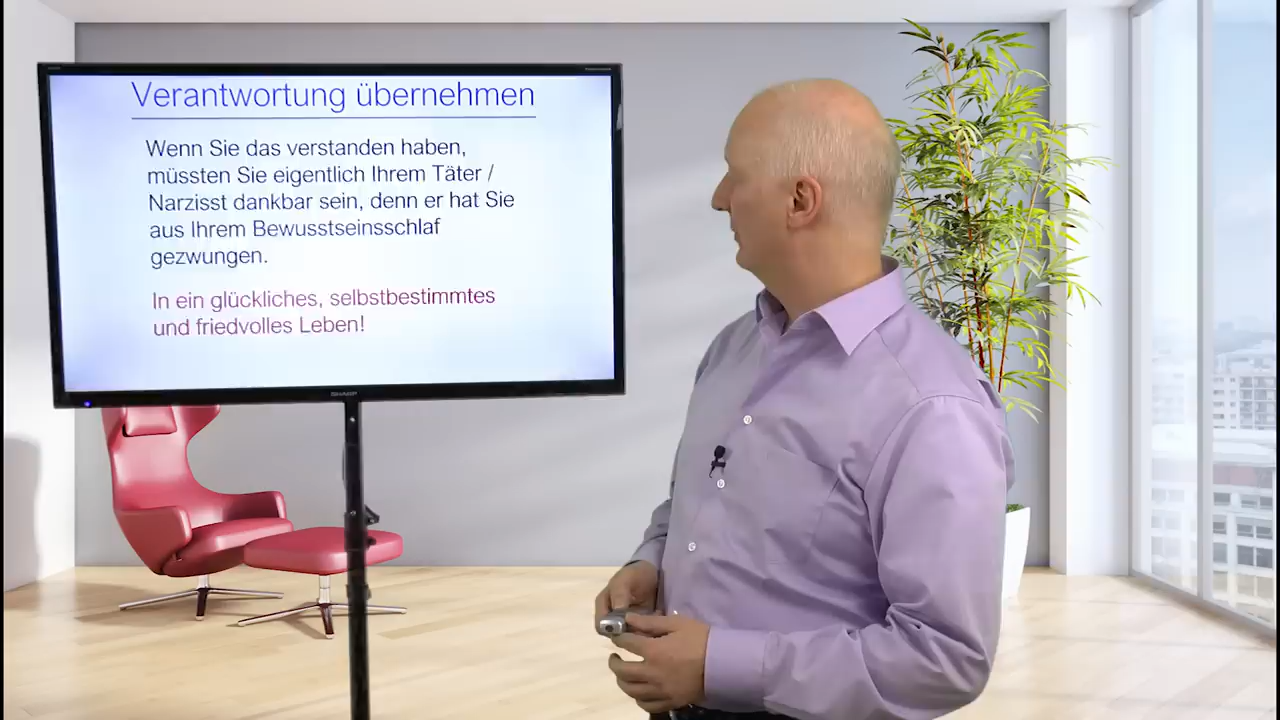 Verantwortung übernehmen
Wenn Sie das verstanden haben,
müssten Sie eigentlich Ihrem Täter /
Narzisst dankbar sein, denn er hat Sie
aus Ihrem Bewusstseinsschlaf
gezwungen.
In ein glückliches, selbstbestimmtes
und friedvolles Leben!
SHARP